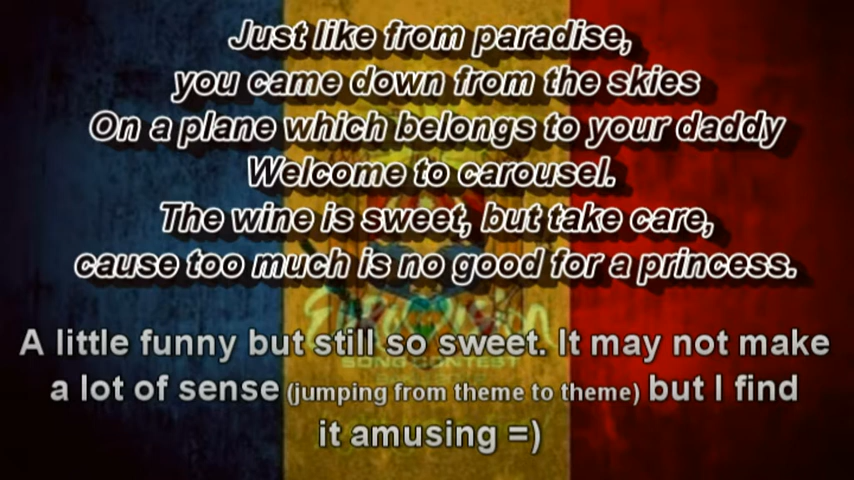 Just like from paradise,
you came down from the skies
On a plane which belongs to your daddy
Welcome to carousel.
The wine is sweet, but take care,
cause too much is no good for a princess.
EUROVISION
SONG CONTEST
A little funny but still so sweet. It may not make
a lot of sense (jumping from theme to theme) but I find
it amusing =)